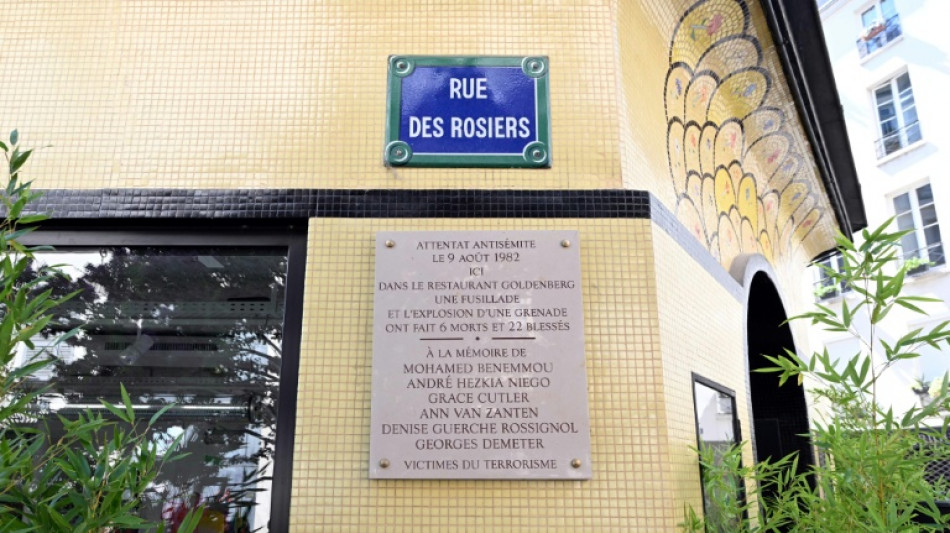 RUE
DES ROSIERS
ATTENTAT ANTISÉMITE
LE 9 AOÛT 1982
ICI
DANS LE RESTAURANT GOLDENBERG
UNE FUSILLADE
ET L'EXPLOSION D'UNE GRENADE
ONT FAIT 6 MORTS ET 22 BLESSÉS
À LA MÉMOIRE DE
MOHAMED BENEMMOU
ANDRÉ HEZKIA NIEGO
GRACE CUTLER
ANN VAN ZANTEN
DENISE GUERCHE ROSSIGNOL
GEORGES DEMETER
VICTIMES DU TERRORISME